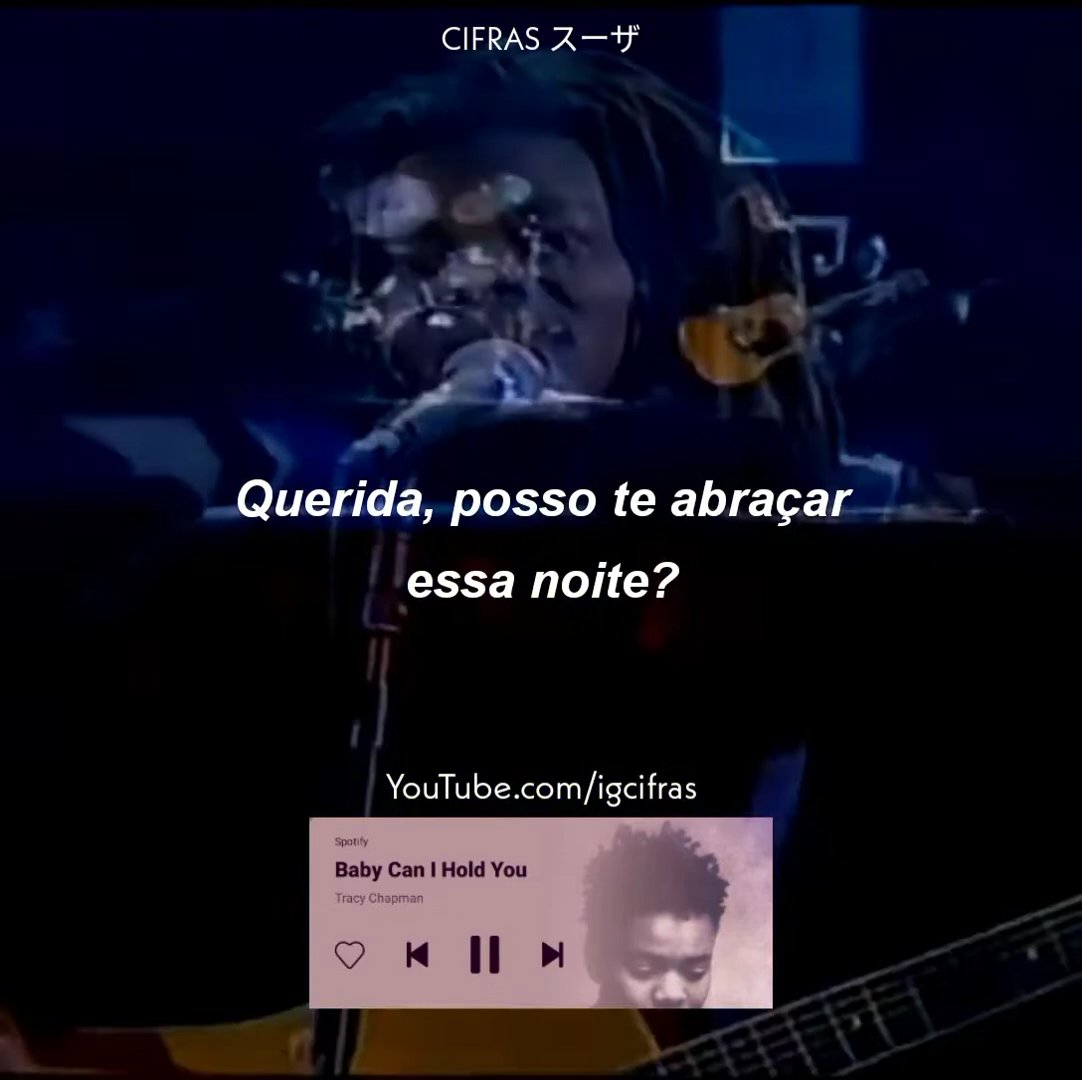 CIFRAS スーザ
Querida, posso te abraçar
essa noite?
YouTube.com/igcifras
Spotify
Baby Can I Hold You
Tracy Chapman